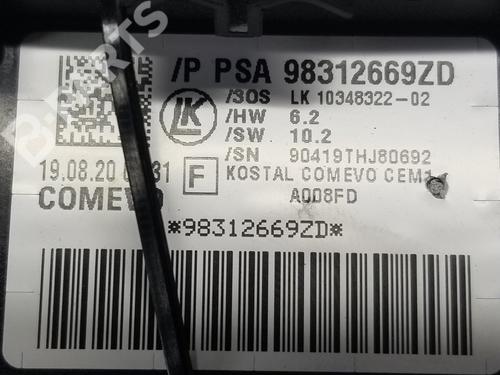 /P PSA 98312669ZD
/SOS LK 10348322-02
/HW 6.2
/SW 10.2
/SN 90419THJ80692
19.08.20
F
KOSTAL COMEVO CEM1
COMEVO
A008FD
*98312669ZD*